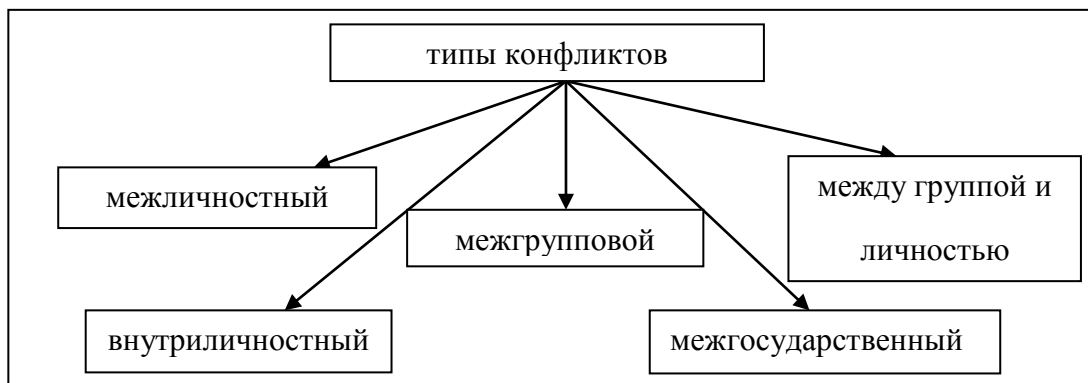 типы конфликтов
межличностный
межгрупповой
между группой и
личностью
внутриличностный
межгосударственный